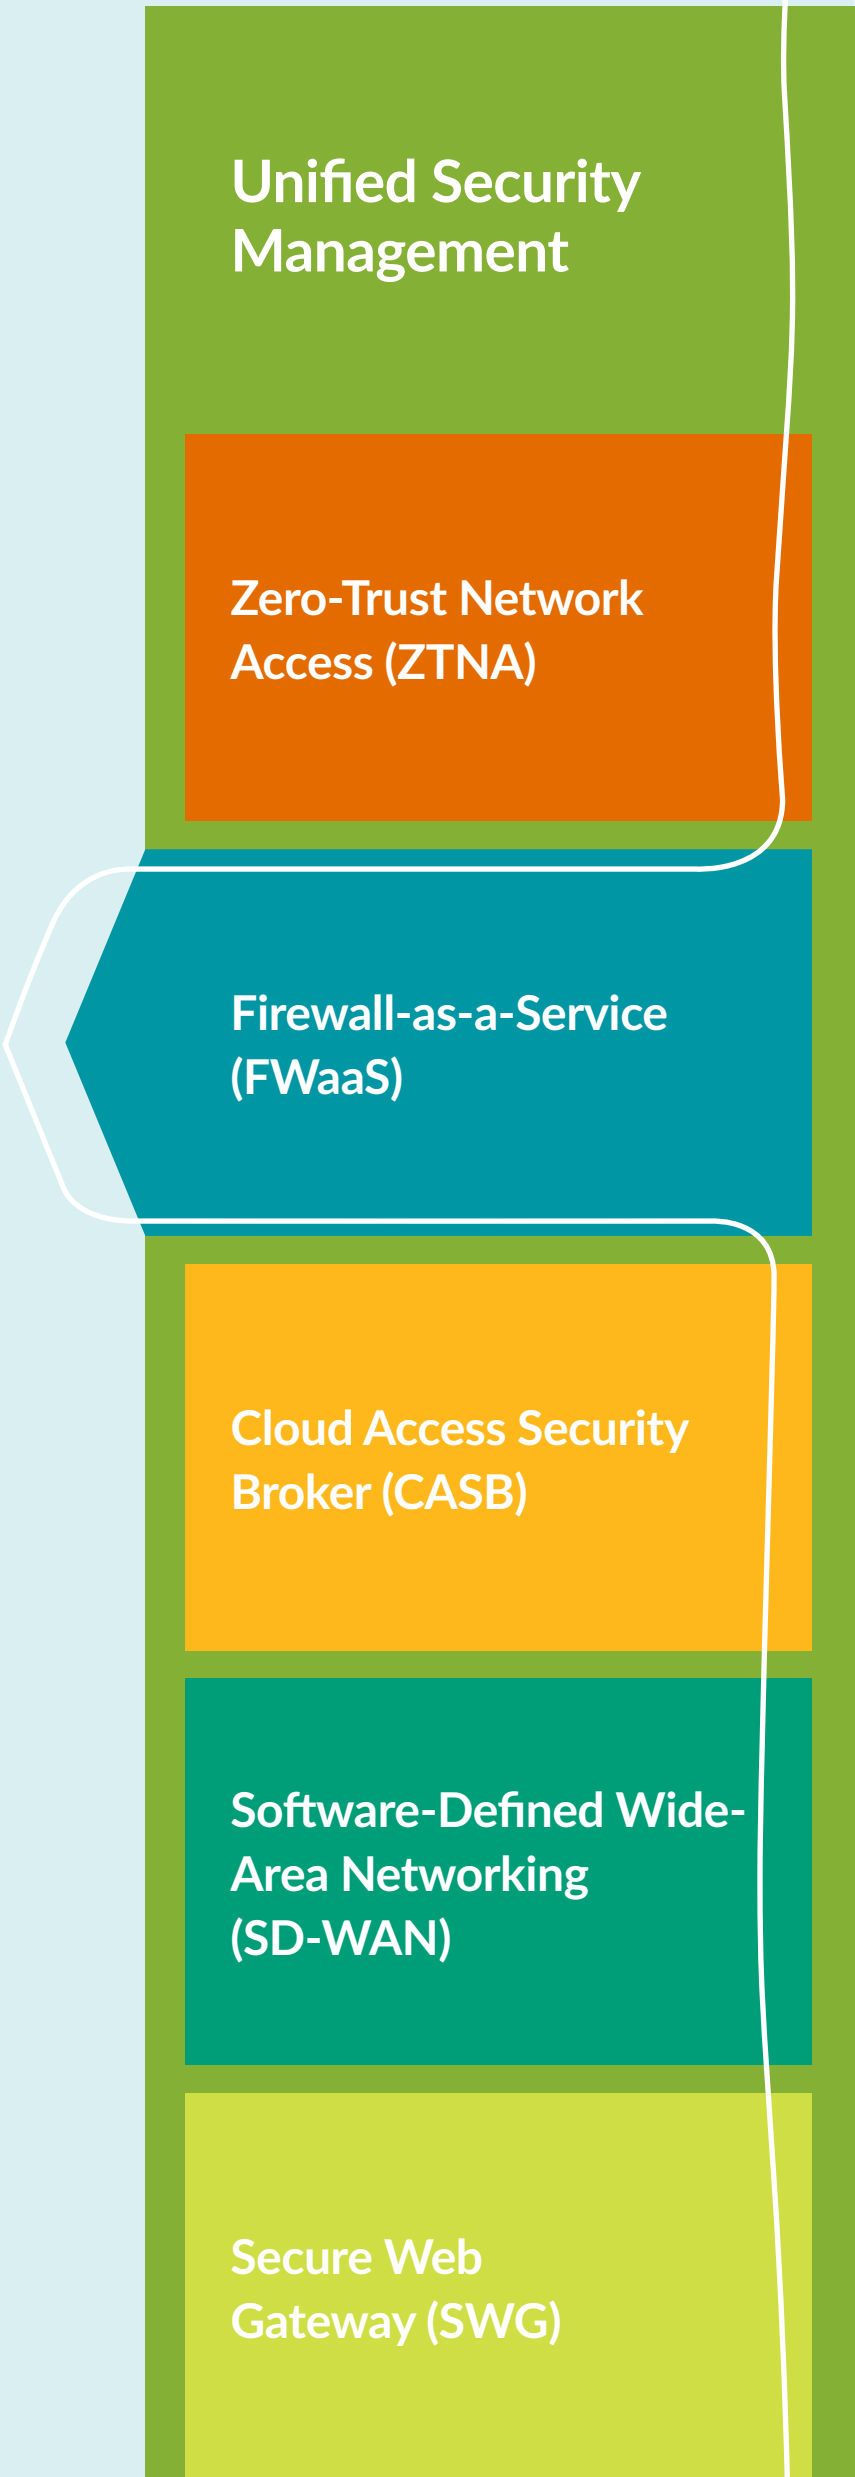 Unified Security
Management
Zero-Trust Network
Access (ZTNA)
Firewall-as-a-Service
(FWaaS)
Cloud Access Security
Broker (CASB)
Software-Defined Wide-
Area Networking
(SD-WAN)
Secure Web
Gateway (SWG)